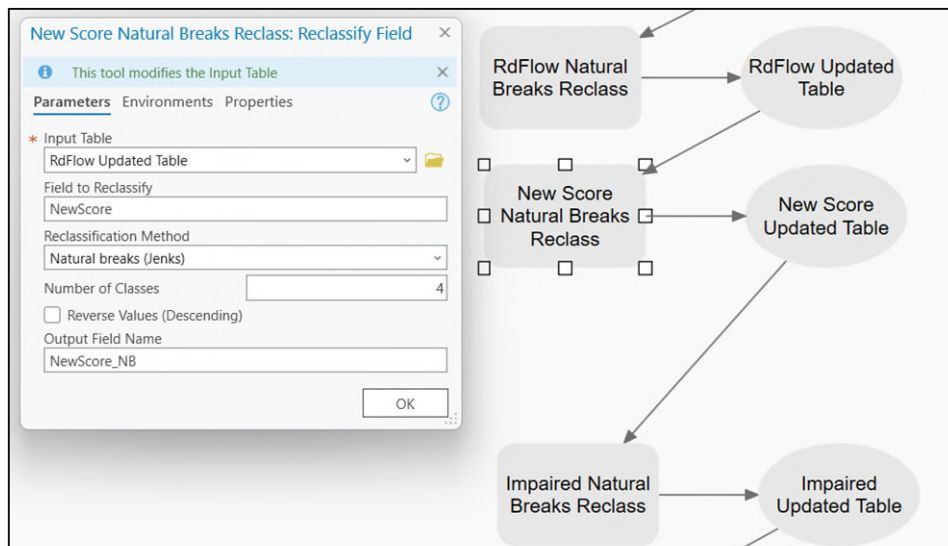 New Score Natural Breaks Reclass: Reclassify Field
This tool modifies the Input Table
Parameters Environments Properties
* Input Table
RdFlow Updated Table
Field to Reclassify
NewScore
Reclassification Method
Natural breaks (Jenks)
Number of Classes 4
Reverse Values (Descending)
Output Field Name
NewScore_NB
OK
RdFlow Natural
Breaks Reclass
RdFlow Updated
Table
New Score
Natural Breaks
Reclass
New Score
Updated Table
Impaired Natural
Breaks Reclass
Impaired
Updated Table